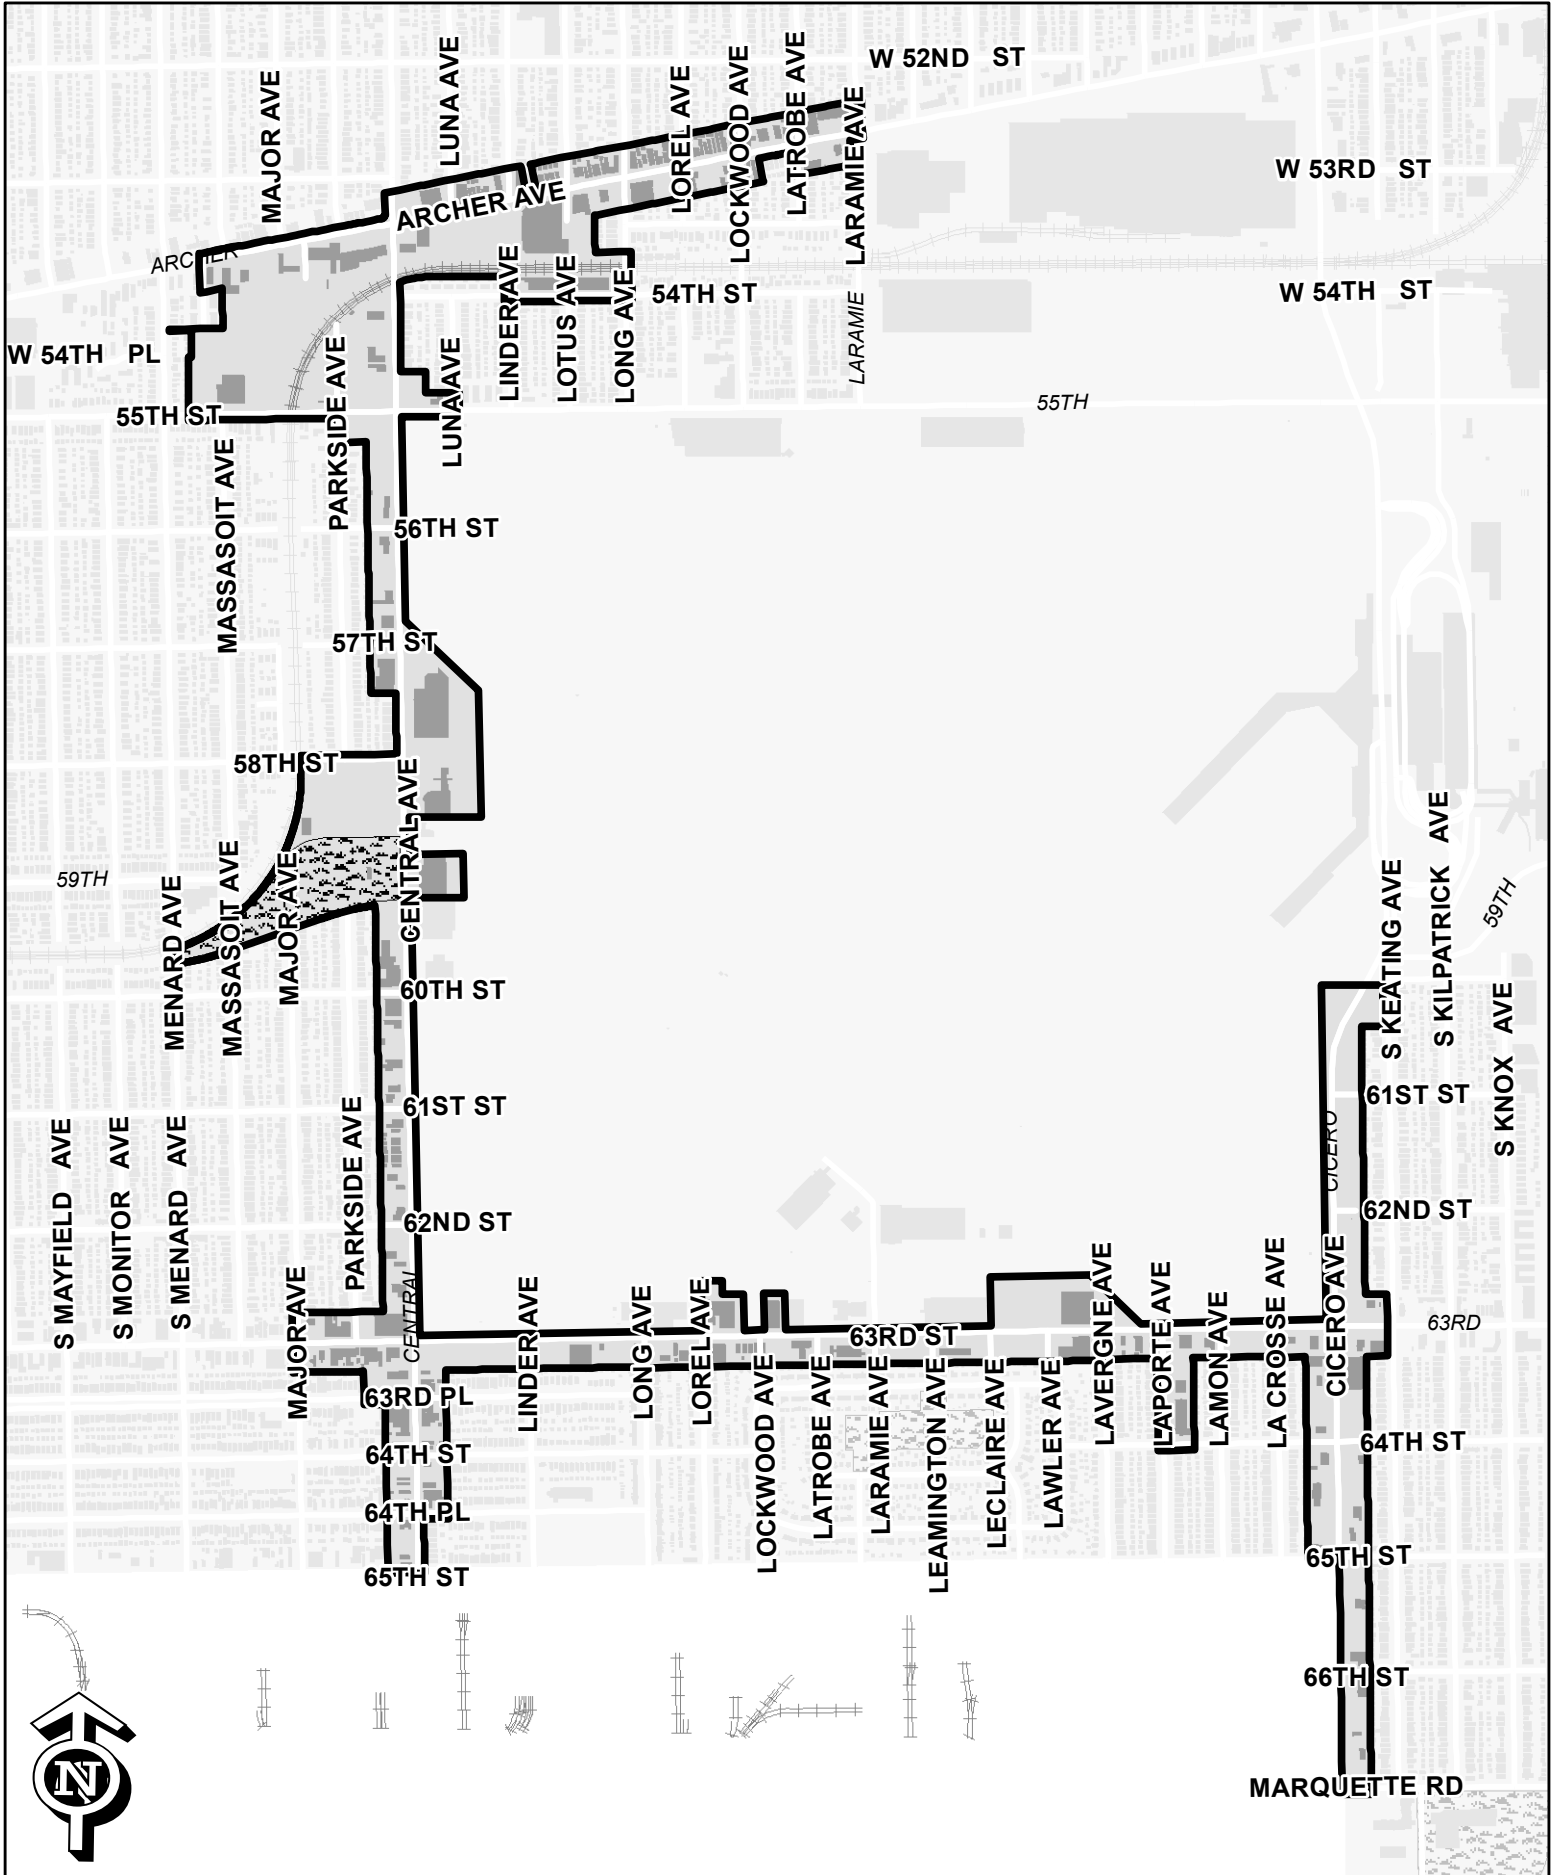 W 52ND ST
LUNA AVE
LOCKWOOD AVE
LATROBE AVE
MAJOR AVE
LOREL AVE
LARAMIE AVE
W 53RD ST
ARCHER AVE
ARCHER
LINDER AVE
LOTUS AVE
LONG AVE
54TH ST
W 54TH ST
LARAMIE
W 54TH PL
PARKSIDE AVE
LUNA AVE
55TH ST
55TH
MASSASOIT AVE
56TH ST
57TH ST
58TH ST
CENTRAL AVE
59TH
MENARD AVE
MASSASOIT AVE
MAJOR AVE
S KEATING AVE
S KILPATRICK AVE
59TH
60TH ST
S KNOX AVE
61ST ST
61ST ST
S MAYFIELD AVE
S MONITOR AVE
S MENARD AVE
PARKSIDE AVE
CICERO
62ND ST
62ND ST
MAJOR AVE
CENTRAL
LINDER AVE
LONG AVE
LOREL AVE
63RD ST
LAVERGNE AVE
LAPORTE AVE
LAMON AVE
LA CROSSE AVE
CICERO AVE
63RD
63RD PL
LOCKWOOD AVE
LATROBE AVE
LARAMIE AVE
LEAMINGTON AVE
LECLAIRE AVE
LAWLER AVE
64TH ST
64TH ST
64TH PL
65TH ST
65TH ST
66TH ST
N
MARQUETTE RD